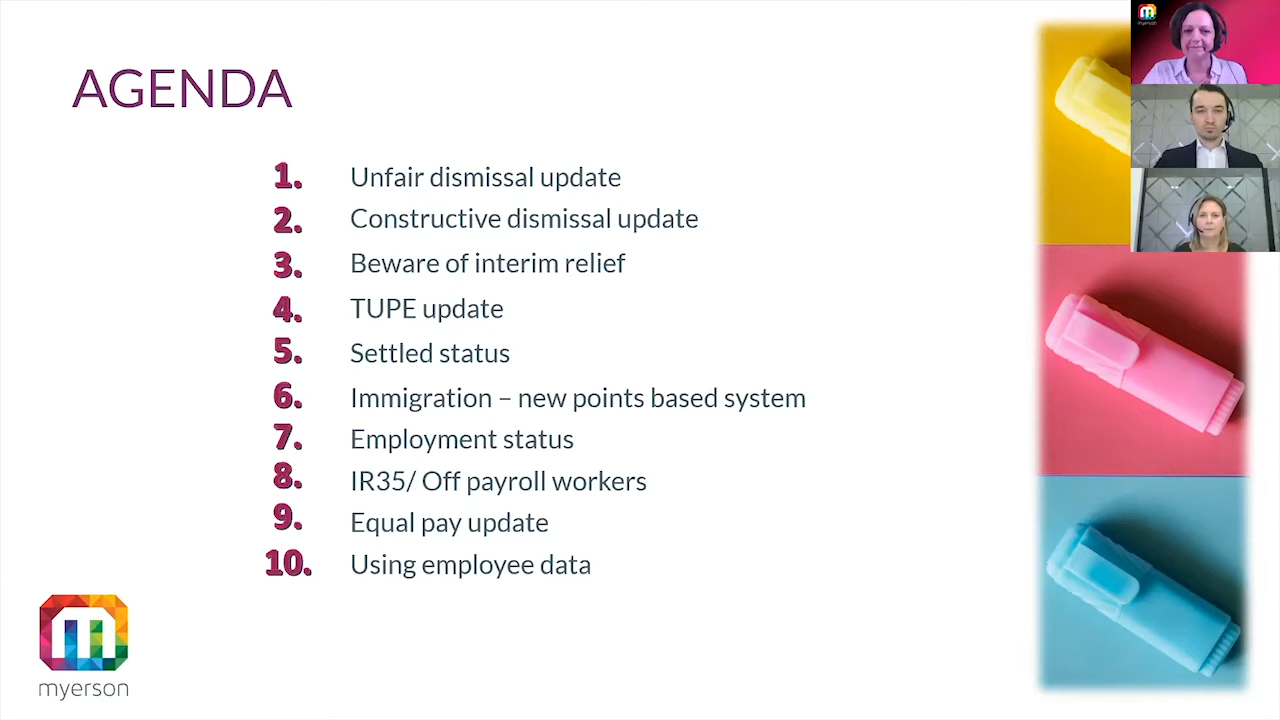 AGENDA
1. Unfair dismissal update
2. Constructive dismissal update
3. Beware of interim relief
4. TUPE update
5. Settled status
6. Immigration – new points based system
7. Employment status
8. IR35/ Off payroll workers
9. Equal pay update
10. Using employee data
myerson
myerson